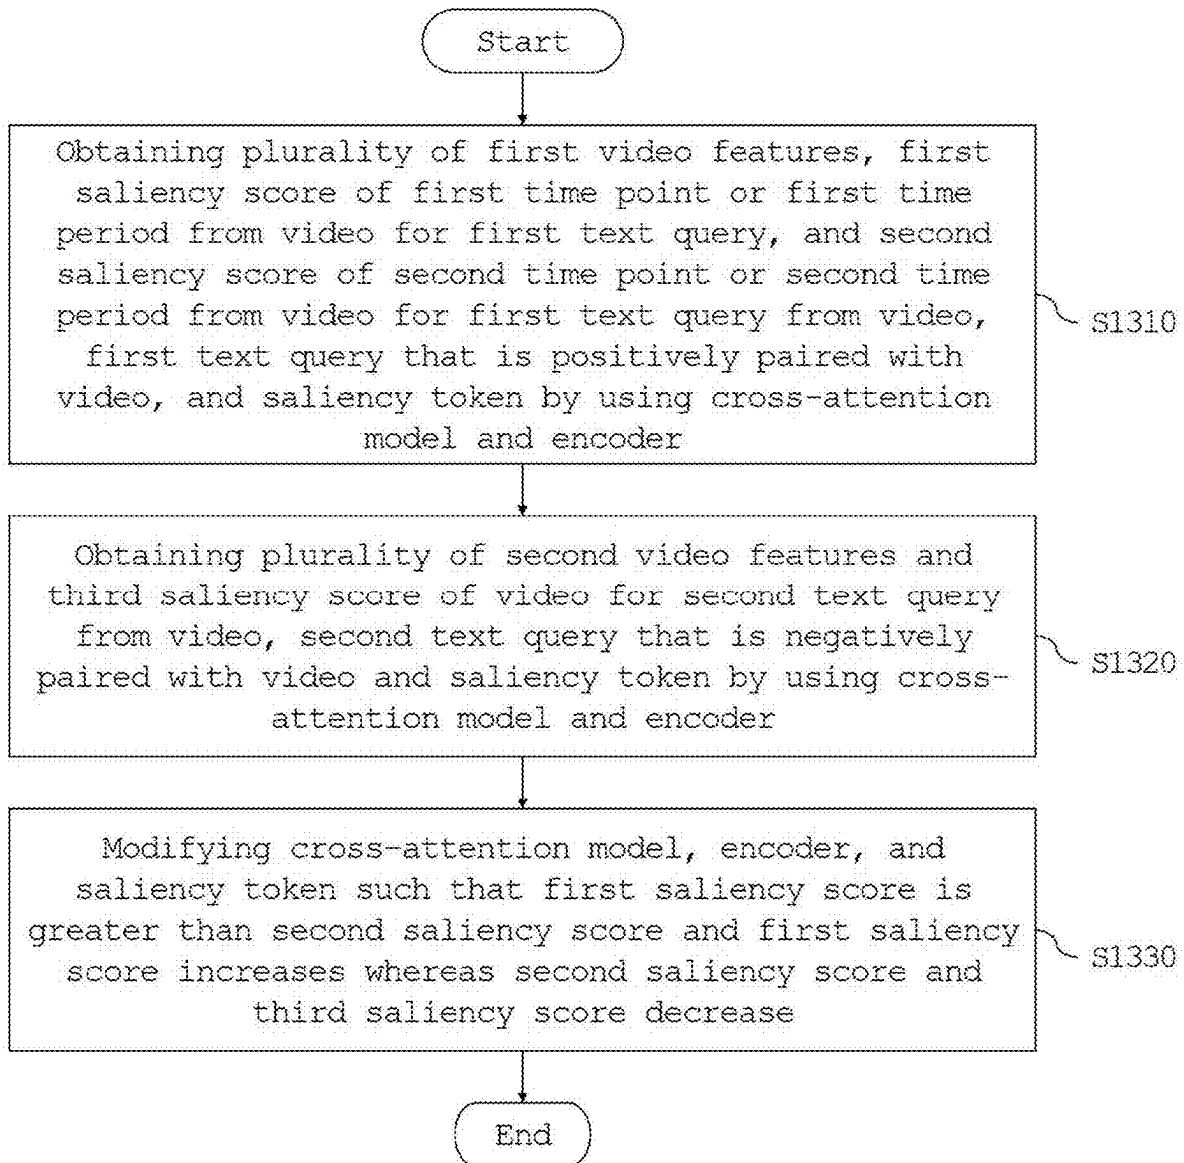 Start
Obtaining plurality of first video features, first
saliency score of first time point or first time
period from video for first text query, and second
saliency score of second time point or second time
period from video for first text query from video,
first text query that is positively paired with
video, and saliency token by using cross-attention
model and encoder
S1310
Obtaining plurality of second video features and
third saliency score of video for second text query
from video, second text query that is negatively
paired with video and saliency token by using cross-
attention model and encoder
S1320
Modifying cross-attention model, encoder, and
saliency token such that first saliency score is
greater than second saliency score and first saliency
score increases whereas second saliency score and
third saliency score decrease
S1330
End